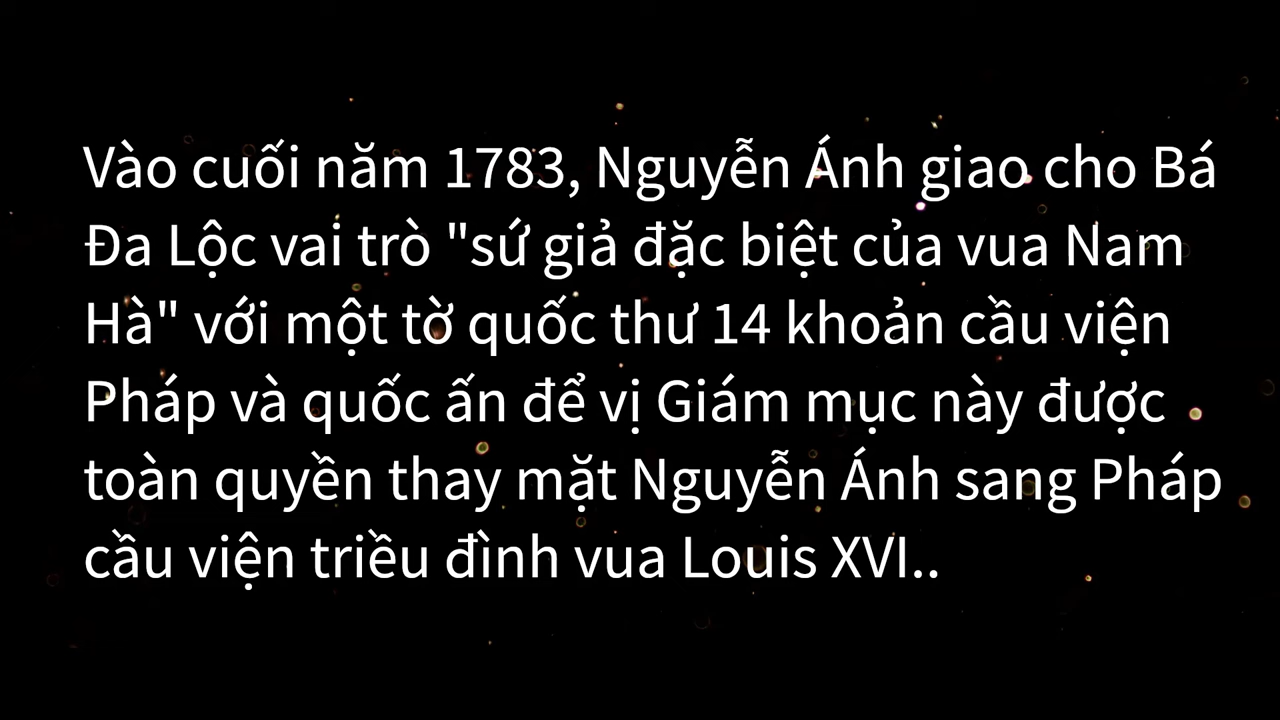 Vào cuối năm 1783, Nguyễn Ánh giao cho Bá
Đa Lộc vai trò "sứ giả đặc biệt của vua Nam
Hà" với một tờ quốc thư 14 khoản cầu viện
Pháp và quốc ấn để vị Giám mục này được
toàn quyền thay mặt Nguyễn Ánh sang Pháp
cầu viện triều đình vua Louis XVI..